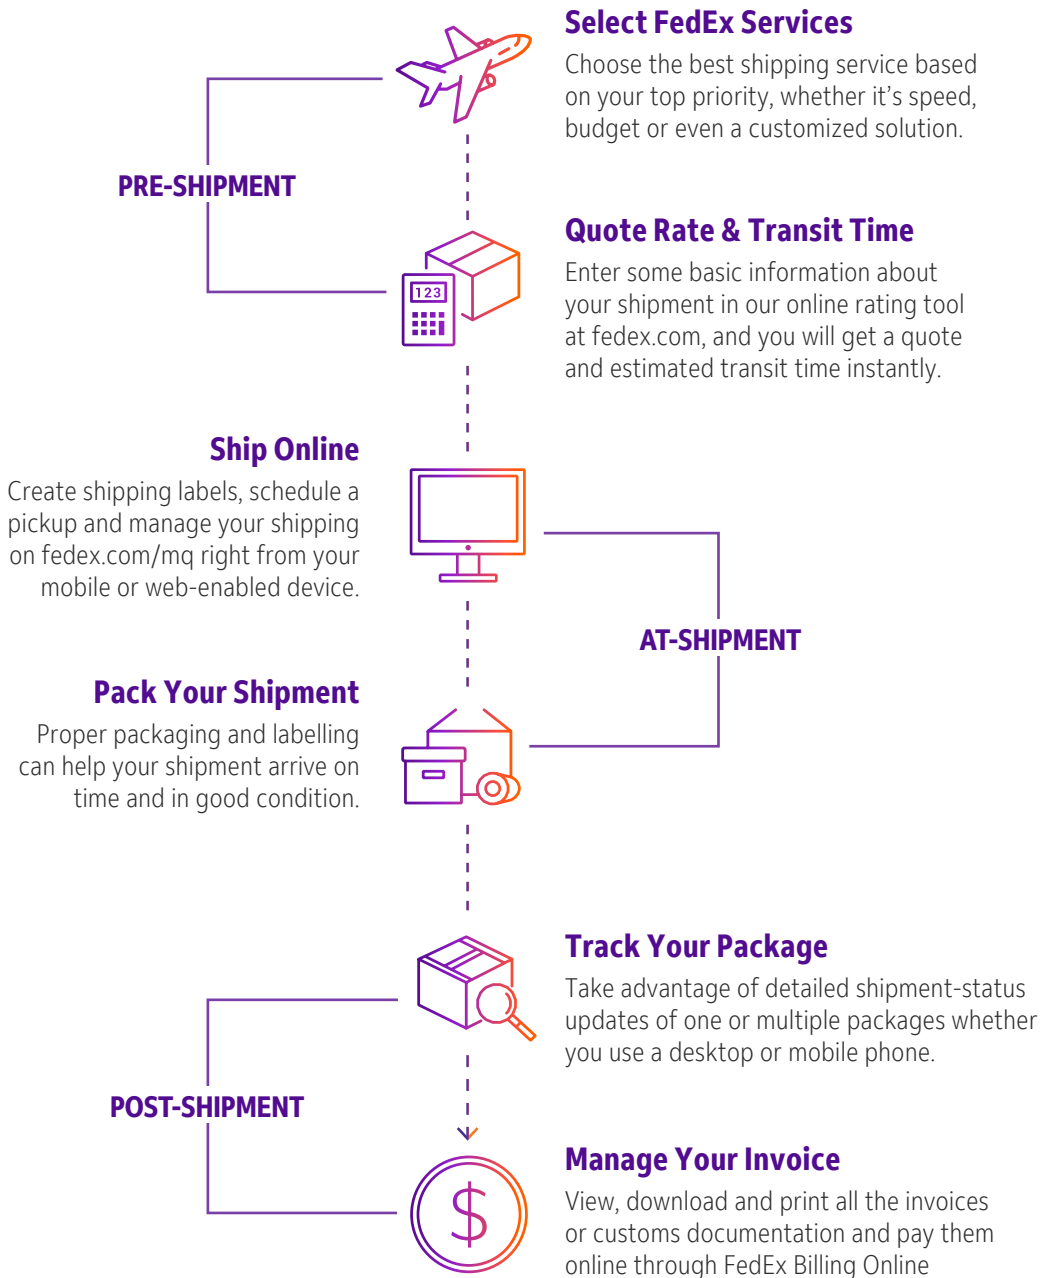 Select FedEx Services
Choose the best shipping service based
on your top priority, whether it’s speed,
budget or even a customized solution.
PRE-SHIPMENT
Quote Rate & Transit Time
Enter some basic information about
your shipment in our online rating tool
at fedex.com, and you will get a quote
and estimated transit time instantly.
123
Ship Online
Create shipping labels, schedule a
pickup and manage your shipping
on fedex.com/mq right from your
mobile or web-enabled device.
AT-SHIPMENT
Pack Your Shipment
Proper packaging and labelling
can help your shipment arrive on
time and in good condition.
Track Your Package
Take advantage of detailed shipment-status
updates of one or multiple packages whether
you use a desktop or mobile phone.
POST-SHIPMENT
Manage Your Invoice
View, download and print all the invoices
or customs documentation and pay them
online through FedEx Billing Online
$